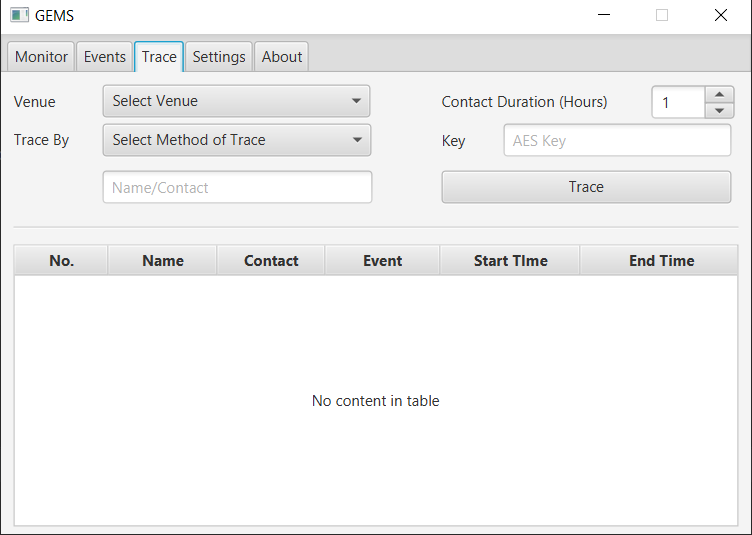 GEMS
Monitor Events Trace Settings About
Venue Select Venue Contact Duration (Hours) 1
Trace By Select Method of Trace Key AES Key
Name/Contact Trace
No. Name Contact Event Start TIme End Time
No content in table